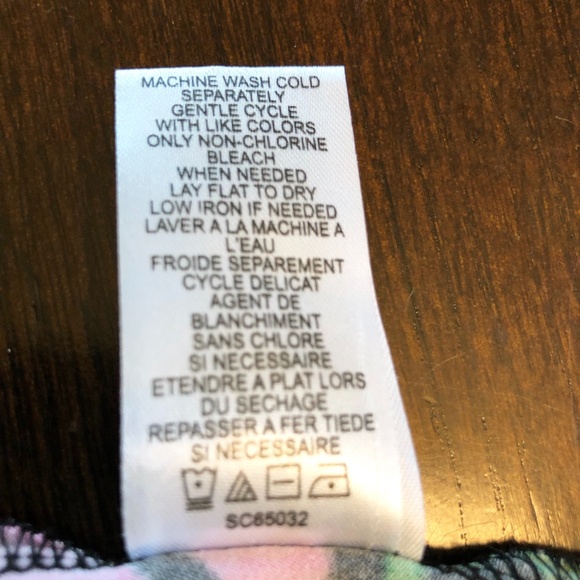 MACHINE WASH COLD
SEPARATELY
GENTLE CYCLE
WITH LIKE COLORS
ONLY NON-CHLORINE
BLEACH
WHEN NEEDED
LAY FLAT TO DRY
LOW IRON IF NEEDED
LAVER A LA MACHINE A
L'EAU
FROIDE SEPAREMENT
CYCLE DELICAT
AGENT DE
BLANCHIMENT
SANS CHLORE
SI NECESSAIRE
ETENDRE A PLAT LORS
DU SECHAGE
REPASSER A FER TIEDE
SI NECESSAIRE
SC65032